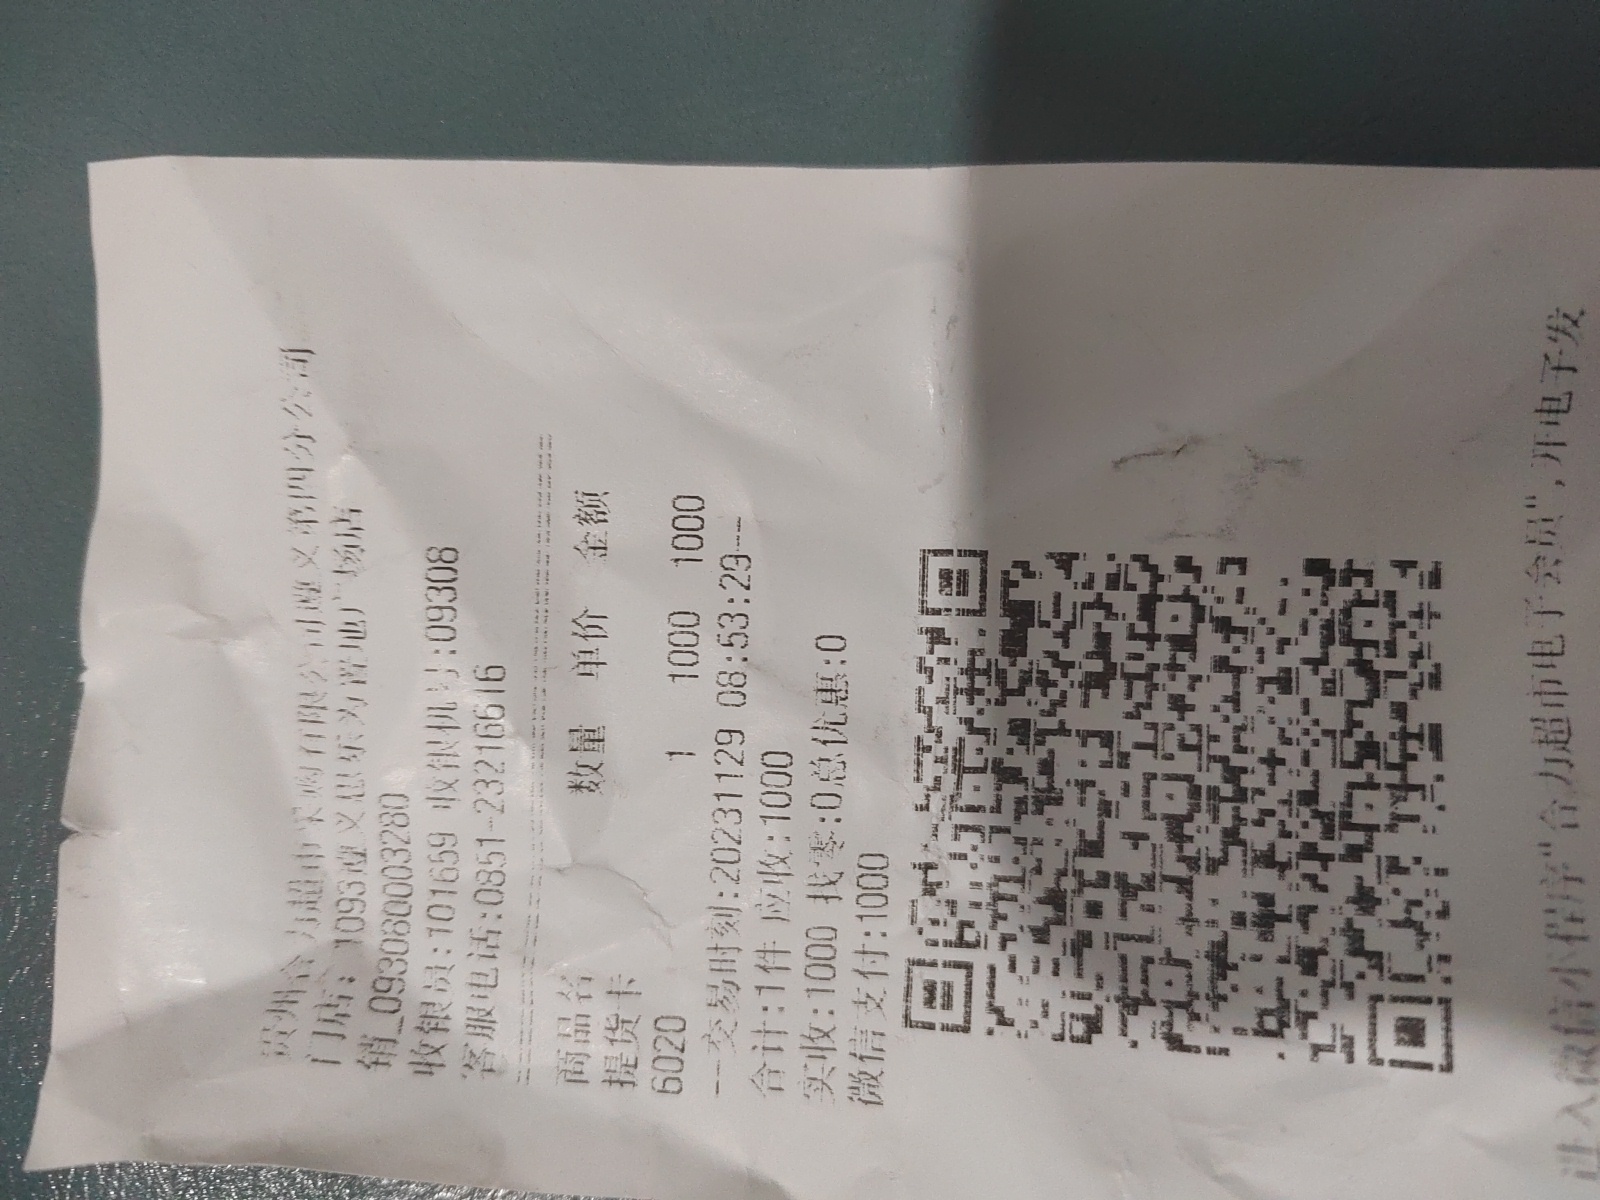 贵州合力超市采购有限公司遵义第四分公司
门店: 1093遵义思乐为置地广场店
销_093080003280
收银员:101659 收银机号:09308
客服电话:0851-23216616
商品名 数量 单价 金额
提货卡
6020 1 1000 1000
---交易时刻:20231129 08:53:29---
合计:1件 应收:1000
实收:1000 找零:0总优惠:0
微信支付:1000
进入微信小程序"合力超市电子会员",开电子发